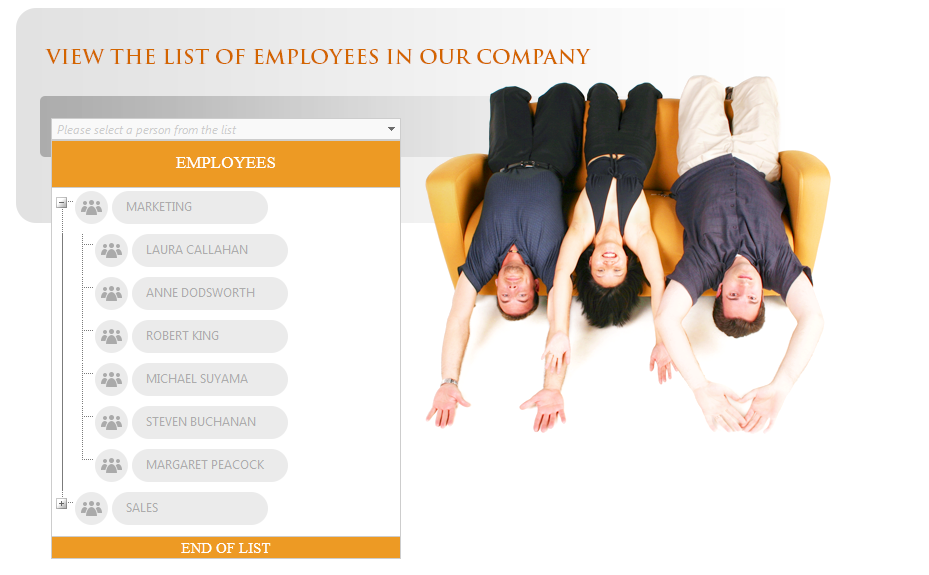 VIEW THE LIST OF EMPLOYEES IN OUR COMPANY
Please select a person from the list
EMPLOYEES
MARKETING
LAURA CALLAHAN
ANNE DODSWORTH
ROBERT KING
MICHAEL SUYAMA
STEVEN BUCHANAN
MARGARET PEACOCK
SALES
END OF LIST